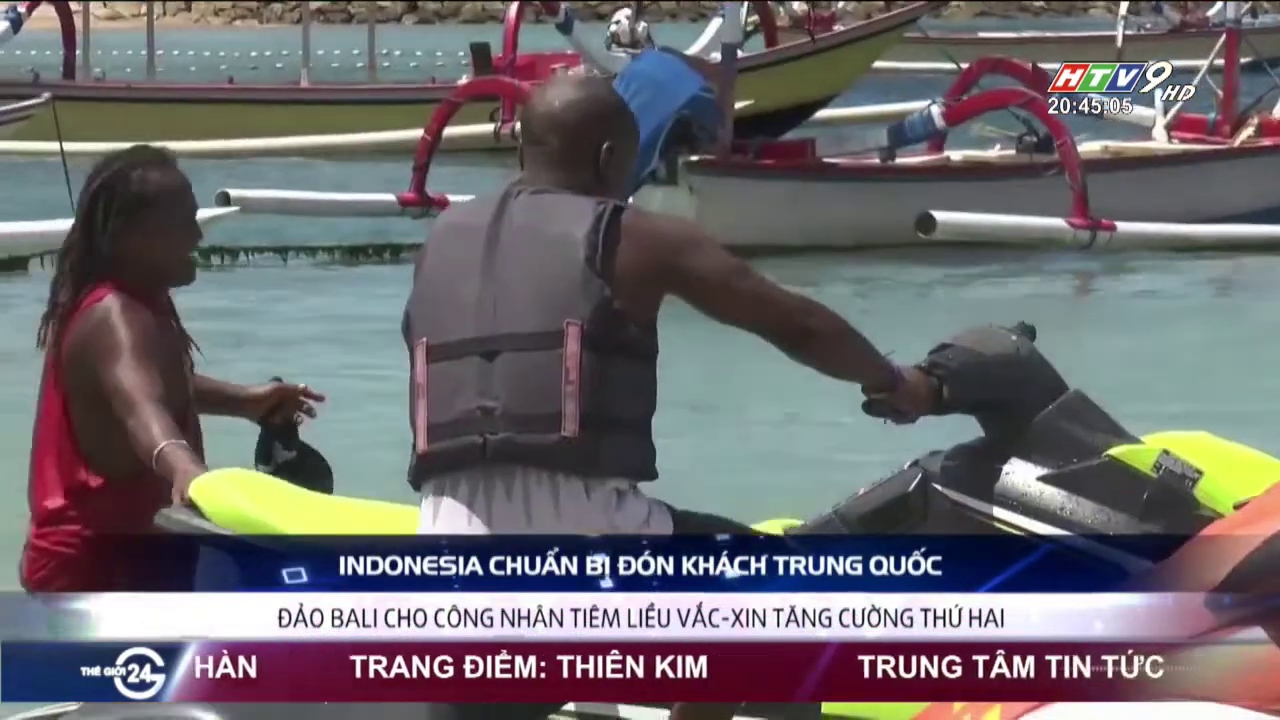 HTV9 HD
20:45:05
INDONESIA CHUẨN BỊ ĐÓN KHÁCH TRUNG QUỐC
ĐẢO BALI CHO CÔNG NHÂN TIÊM LIỀU VẮC-XIN TĂNG CƯỜNG THỨ HAI
THẾ GIỚI 24G HÀN TRANG ĐIỂM: THIÊN KIM TRUNG TÂM TIN TỨC